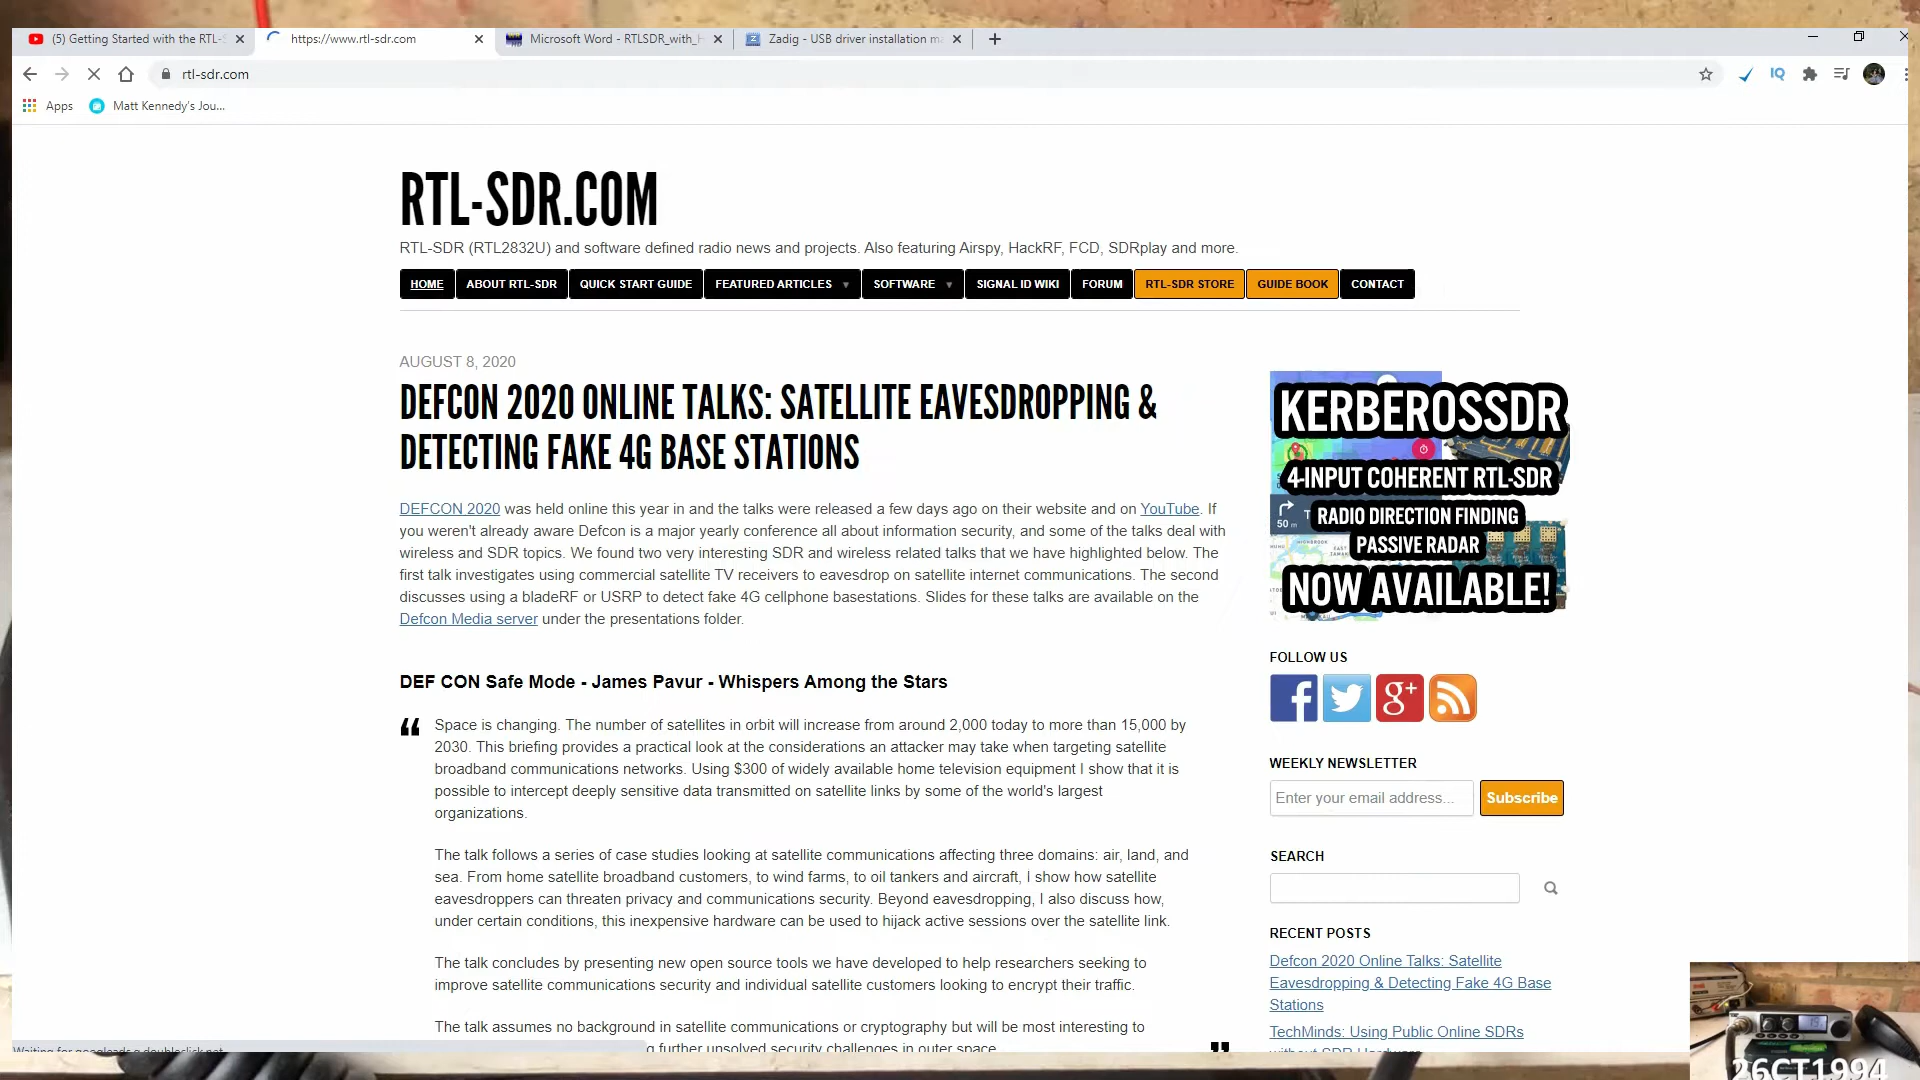 (5) Getting Started with the RTL-S
https://www.rtl-sdr.com
Microsoft Word - RTLSDR_with_H
Zadig - USB driver installation ma
rtl-sdr.com
IQ
Apps
Matt Kennedy's Jou...
RTL-SDR.COM
RTL-SDR (RTL2832U) and software defined radio news and projects. Also featuring Airspy, HackRF, FCD, SDRplay and more.
HOME ABOUT RTL-SDR QUICK START GUIDE FEATURED ARTICLES SOFTWARE SIGNAL ID WIKI FORUM RTL-SDR STORE GUIDE BOOK CONTACT
AUGUST 8, 2020
DEFCON 2020 ONLINE TALKS: SATELLITE EAVESDROPPING &
DETECTING FAKE 4G BASE STATIONS
DEFCON 2020 was held online this year in and the talks were released a few days ago on their website and on YouTube. If
you weren't already aware Defcon is a major yearly conference all about information security, and some of the talks deal with
wireless and SDR topics. We found two very interesting SDR and wireless related talks that we have highlighted below. The
first talk investigates using commercial satellite TV receivers to eavesdrop on satellite internet communications. The second
discusses using a bladeRF or USRP to detect fake 4G cellphone basestations. Slides for these talks are available on the
Defcon Media server under the presentations folder.
DEF CON Safe Mode - James Pavur - Whispers Among the Stars
“ Space is changing. The number of satellites in orbit will increase from around 2,000 today to more than 15,000 by
2030. This briefing provides a practical look at the considerations an attacker may take when targeting satellite
broadband communications networks. Using $300 of widely available home television equipment I show that it is
possible to intercept deeply sensitive data transmitted on satellite links by some of the world's largest
organizations.
The talk follows a series of case studies looking at satellite communications affecting three domains: air, land, and
sea. From home satellite broadband customers, to wind farms, to oil tankers and aircraft, I show how satellite
eavesdroppers can threaten privacy and communications security. Beyond eavesdropping, I also discuss how,
under certain conditions, this inexpensive hardware can be used to hijack active sessions over the satellite link.
The talk concludes by presenting new open source tools we have developed to help researchers seeking to
improve satellite communications security and individual satellite customers looking to encrypt their traffic.
The talk assumes no background in satellite communications or cryptography but will be most interesting to
g further unsolved security challenges in outer space. ”
Waiting for googleads.g.doubleclick.net
KERBEROSSDR
4-INPUT COHERENT RTL-SDR
RADIO DIRECTION FINDING
50 m
PASSIVE RADAR
NOW AVAILABLE!
FOLLOW US
f g+
WEEKLY NEWSLETTER
Enter your email address... Subscribe
SEARCH
RECENT POSTS
Defcon 2020 Online Talks: Satellite
Eavesdropping & Detecting Fake 4G Base
Stations
TechMinds: Using Public Online SDRs
without SDR Hardware
26CT1994